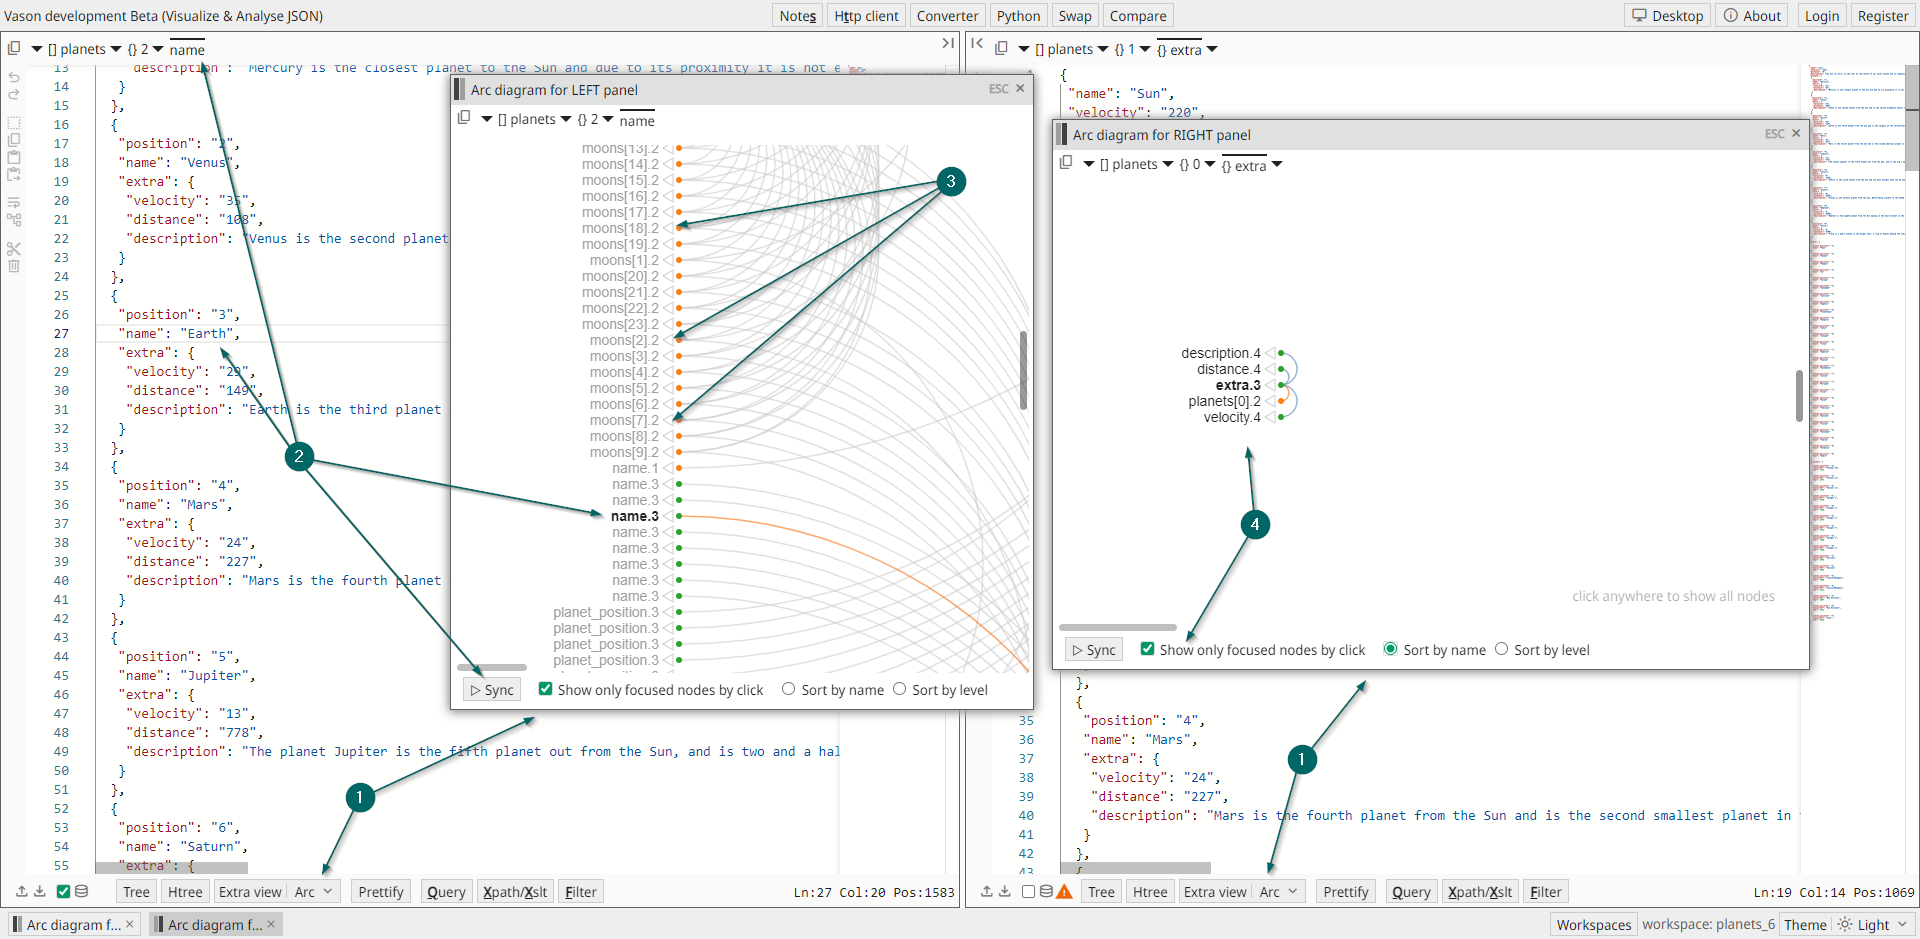 Vason development Beta (Visualize & Analyse JSON)
Notes Http client Converter Python Swap Compare
Desktop About Login Register
[] planets {} 2 name
13 "description": "Mercury is the closest planet to the Sun and due to its proximity it is not e
14 }
15 },
16 {
17 "position": "2",
18 "name": "Venus",
19 "extra": {
20 "velocity": "35",
21 "distance": "108",
22 "description": "Venus is the second planet
23 }
24 },
25 {
26 "position": "3",
27 "name": "Earth",
28 "extra": {
29 "velocity": "29",
30 "distance": "149",
31 "description": "Earth is the third planet
32 }
33 },
34 {
35 "position": "4",
36 "name": "Mars",
37 "extra": {
38 "velocity": "24",
39 "distance": "227",
40 "description": "Mars is the fourth planet
41 }
42 },
43 {
44 "position": "5",
45 "name": "Jupiter",
46 "extra": {
47 "velocity": "13",
48 "distance": "778",
49 "description": "The planet Jupiter is the fifth planet out from the Sun, and is two and a hal
50 }
51 },
52 {
53 "position": "6",
54 "name": "Saturn",
55 "extra": {
Tree Htree Extra view Arc Prettify Query Xpath/Xslt Filter
Ln:27 Col:20 Pos:1583
Arc diagram for LEFT panel
ESC
[] planets {} 2 name
moons[13].2
moons[14].2
moons[15].2
moons[16].2
moons[17].2
moons[18].2
moons[19].2
moons[1].2
moons[20].2
moons[21].2
moons[22].2
moons[23].2
moons[2].2
moons[3].2
moons[4].2
moons[5].2
moons[6].2
moons[7].2
moons[8].2
moons[9].2
name.1
name.3
name.3
name.3
name.3
name.3
name.3
name.3
name.3
planet_position.3
planet_position.3
planet_position.3
planet_position.3
Sync Show only focused nodes by click Sort by name Sort by level
1
2
3
[] planets {} 1 {} extra
1 {
"name": "Sun",
"velocity": "220",
Arc diagram for RIGHT panel
ESC
[] planets {} 0 {} extra
description.4
distance.4
extra.3
planets[0].2
velocity.4
4
click anywhere to show all nodes
Sync Show only focused nodes by click Sort by name Sort by level
1
},
{
35 "position": "4",
36 "name": "Mars",
37 "extra": {
38 "velocity": "24",
39 "distance": "227",
40 "description": "Mars is the fourth planet from the Sun and is the second smallest planet in
41 }
42 },
43 {
Tree Htree Extra view Arc Prettify Query Xpath/Xslt Filter
Ln:19 Col:14 Pos:1069
Arc diagram f... Arc diagram f...
Workspaces workspace: planets_6 Theme Light